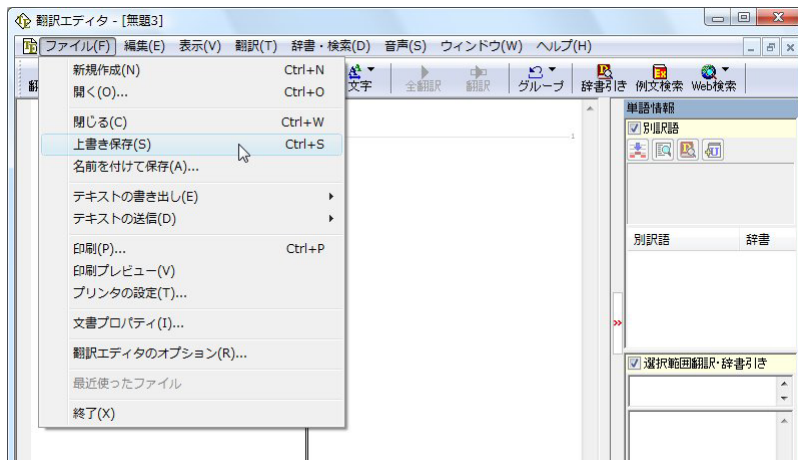 翻訳エディタ - [無題3]
ファイル(F) 編集(E) 表示(V) 翻訳(T) 辞書・検索(D) 音声(S) ウィンドウ(W) ヘルプ(H)
文字 全翻訳 翻訳 グループ 辞書引き 例文検索 Web検索
新規作成(N) Ctrl+N
開く(O)... Ctrl+O
閉じる(C) Ctrl+W
上書き保存(S) Ctrl+S
名前を付けて保存(A)...
テキストの書き出し(E)
テキストの送信(D)
印刷(P)... Ctrl+P
印刷プレビュー(V)
プリンタの設定(T)...
文書プロパティ(I)...
翻訳エディタのオプション(R)...
最近使ったファイル
終了(X)
1
単語情報
別訳語
別訳語 辞書
選択範囲翻訳・辞書引き